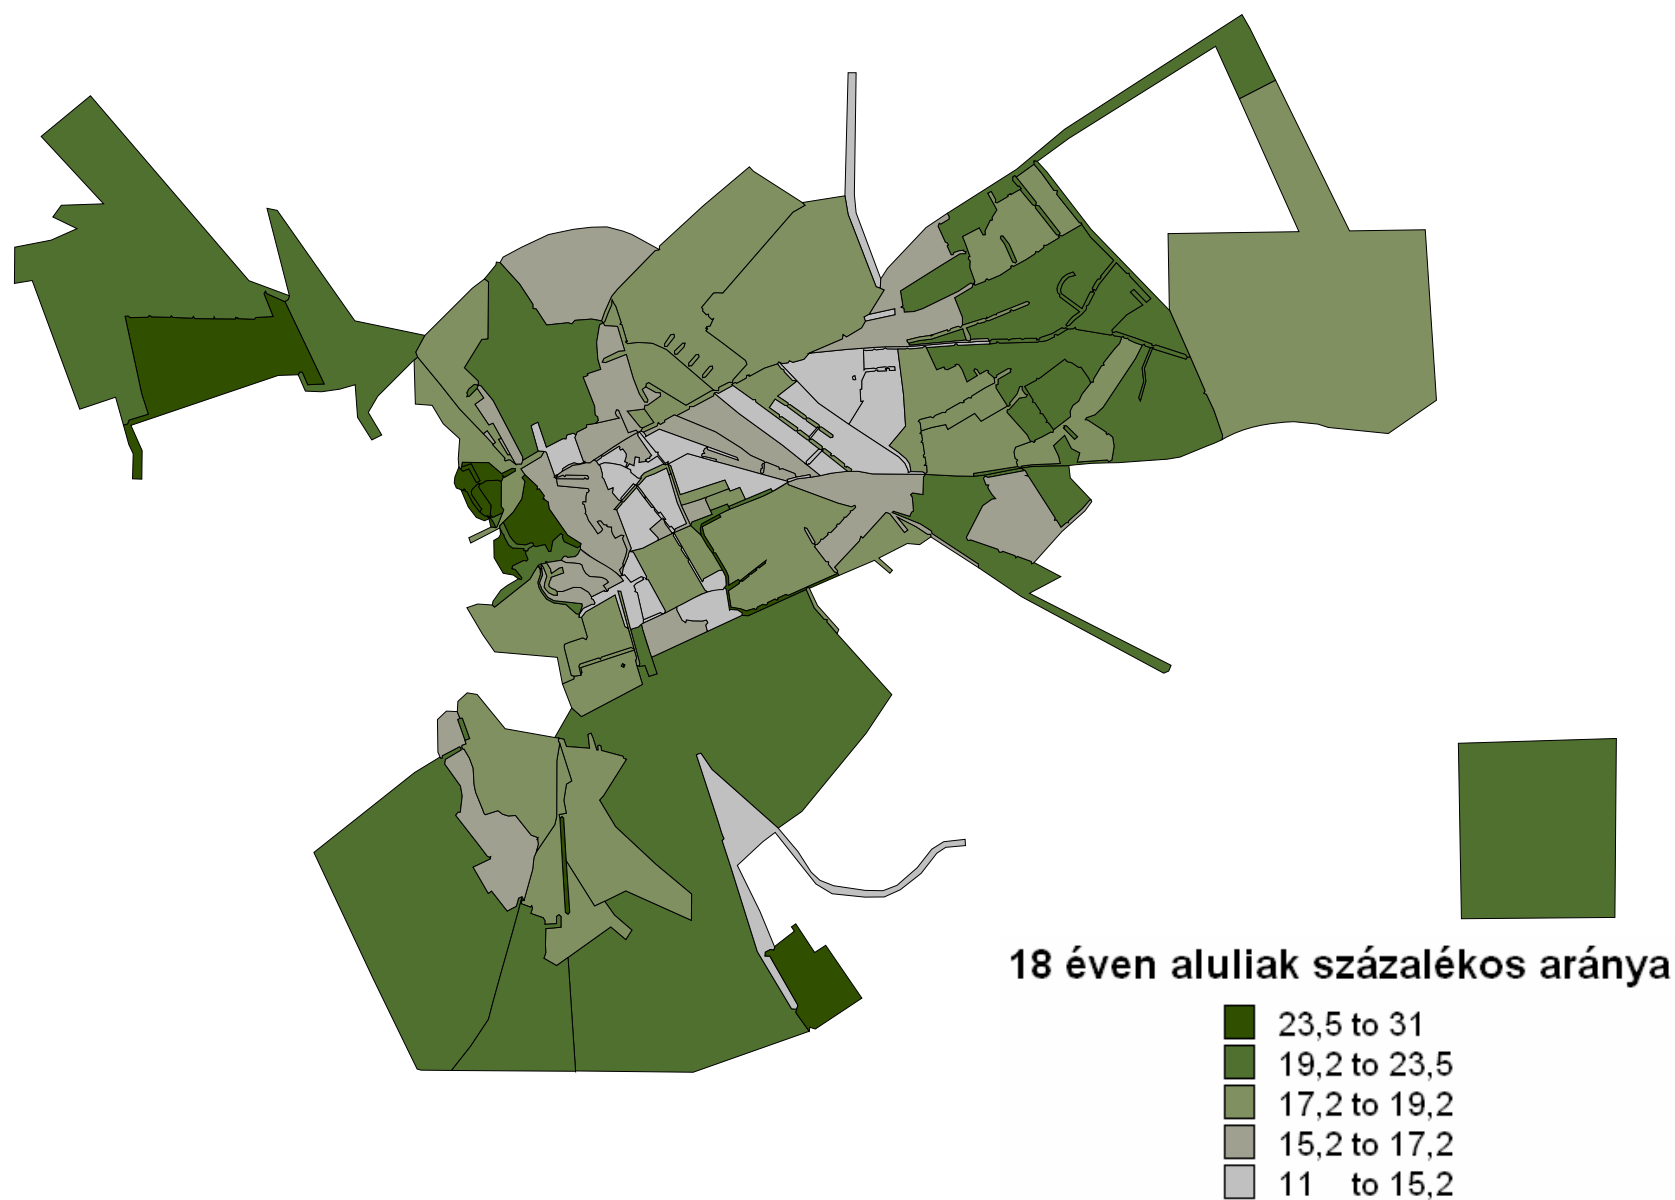 18 éven aluliak százalékos aránya
23,5 to 31
19,2 to 23,5
17,2 to 19,2
15,2 to 17,2
11 to 15,2